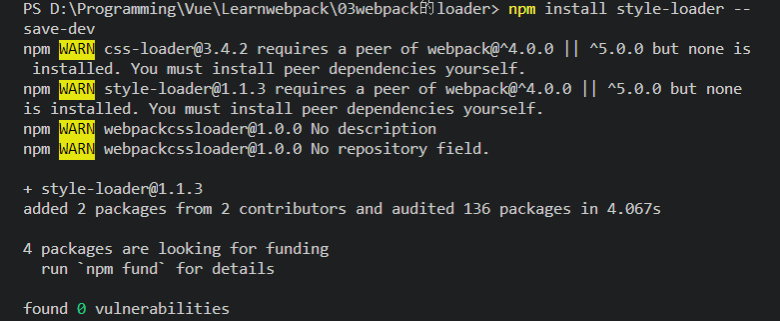 PS D:\Programming\Vue\Learnwebpack\03webpack的loader> npm install style-loader --
save-dev
npm WARN css-loader@3.4.2 requires a peer of webpack@^4.0.0 || ^5.0.0 but none is
 installed. You must install peer dependencies yourself.
npm WARN style-loader@1.1.3 requires a peer of webpack@^4.0.0 || ^5.0.0 but none
is installed. You must install peer dependencies yourself.
npm WARN webpackcssloader@1.0.0 No description
npm WARN webpackcssloader@1.0.0 No repository field.

+ style-loader@1.1.3
added 2 packages from 2 contributors and audited 136 packages in 4.067s

4 packages are looking for funding
  run `npm fund` for details

found 0 vulnerabilities